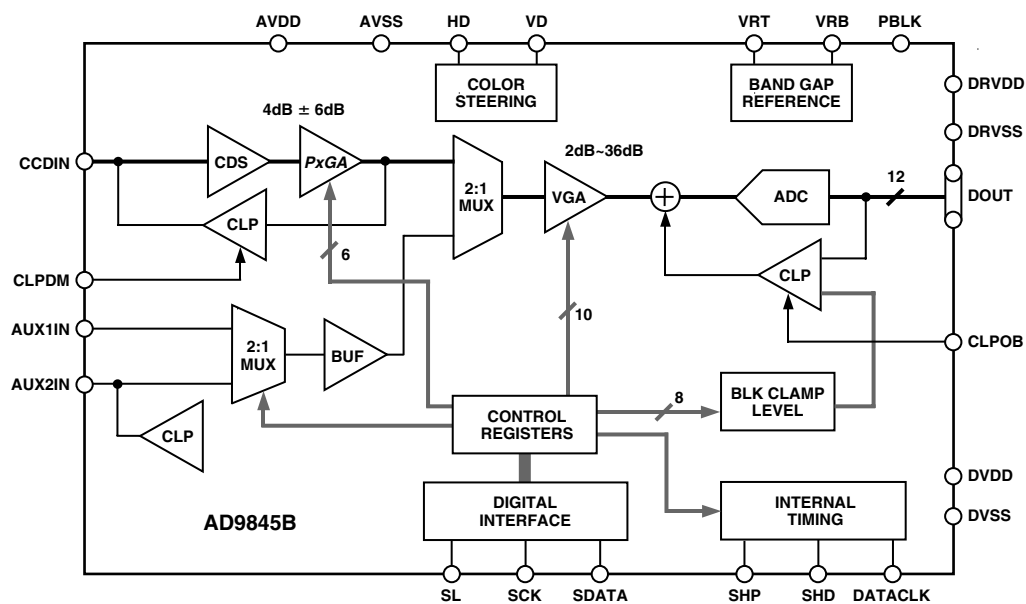 AVDD
AVSS
HD
VD
VRT
VRB
PBLK
COLOR
STEERING
BAND GAP
REFERENCE
DRVDD
4dB ± 6dB
DRVSS
2dB~36dB
CCDIN
CDS
PxGA
2:1
MUX
VGA
ADC
12
DOUT
CLP
6
CLP
CLPDM
10
AUX1IN
2:1
MUX
BUF
CLPOB
AUX2IN
CLP
CONTROL
REGISTERS
8
BLK CLAMP
LEVEL
DVDD
DIGITAL
INTERFACE
INTERNAL
TIMING
DVSS
AD9845B
SL
SCK
SDATA
SHP
SHD
DATACLK